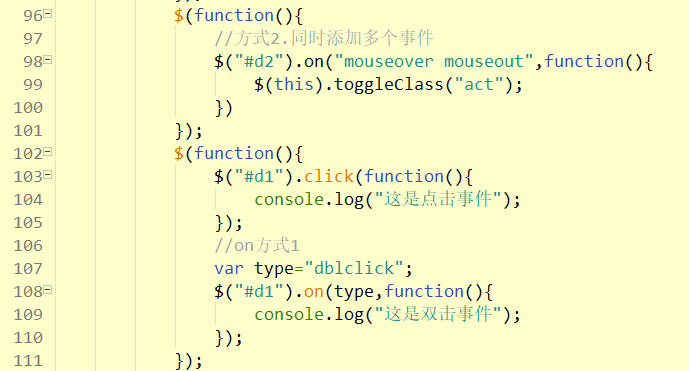 96 $(function(){
97 //方式2.同时添加多个事件
98 $("#d2").on("mouseover mouseout",function(){
99 $(this).toggleClass("act");
100 })
101 });
102 $(function(){
103 $("#d1").click(function(){
104 console.log("这是点击事件");
105 });
106 //on方式1
107 var type="dblclick";
108 $("#d1").on(type,function(){
109 console.log("这是双击事件");
110 });
111 });